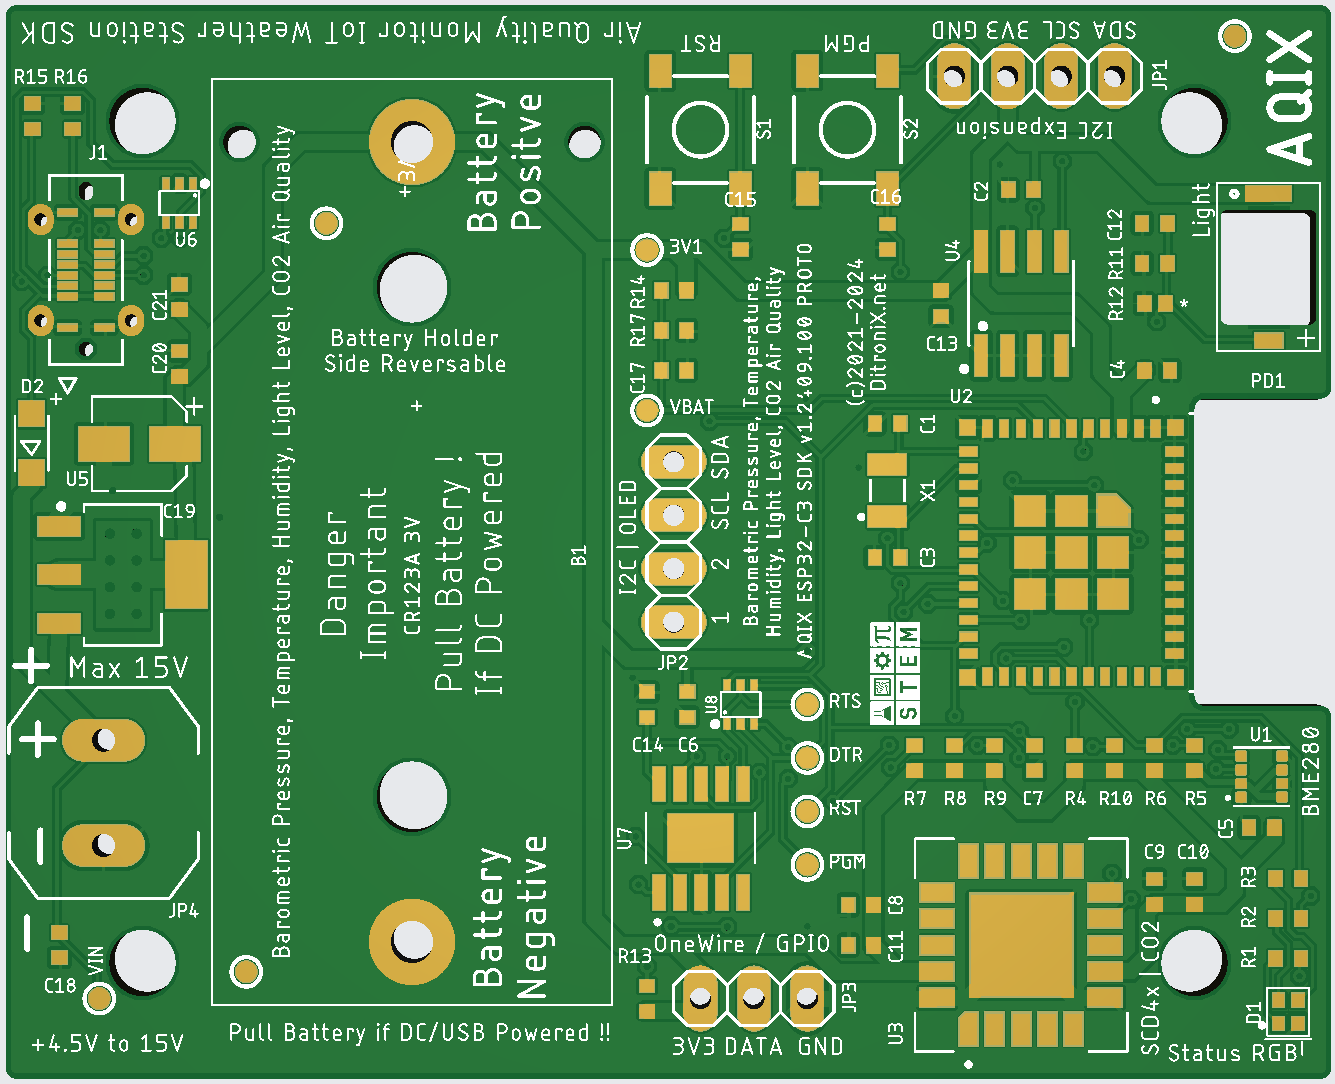 Air Quality Monitor IoT Weather Station SDK
RST
PGM
GND 3V3 SCL SDA
JP1
AQIX
R15 R16
J1
U6
+3V
Battery
Positve
S1
S2
I2C Expansion
C15
C16
C2
Light
C12
R11
R12
*
U4
3V1
R14
R17
C17
C21
C20
D2
+
+
Battery Holder
Side Reversable
+
VBAT
C13
C4
PD1
+
U2
Barometric Pressure, Temperature, Humidity, Light Level, CO2 Air Quality
Barometric Pressure, Temperature,
Humidity, Light Level, CO2 Air Quality
AQIX ESP32-C3 SDK v1.2409.100 PROTO
(c)2021-2024
DitroniX.net
C1
X1
C3
U5
C19
Danger
Important
CR123A 3V
Pull Battery !
If DC Powered
B1
I2C | OLED
SDA
SCL
2
1
JP2
+ Max 15V
+
-
JP4
STEM
π
C14
C6
U8
RTS
DTR
RST
PGM
R7 R8 R9 C7 R4 R10 R6 R5
U1
BME280
C5
U7
C9
C10
R3
R2
R1
C8
C11
Battery
Negative
OneWire / GPIO
R13
JP3
3V3 DATA GND
U3
SCD4x | CO2
D1
Status RGB
VIN
C18
+4.5V to 15V
Pull Battery if DC/USB Powered !!